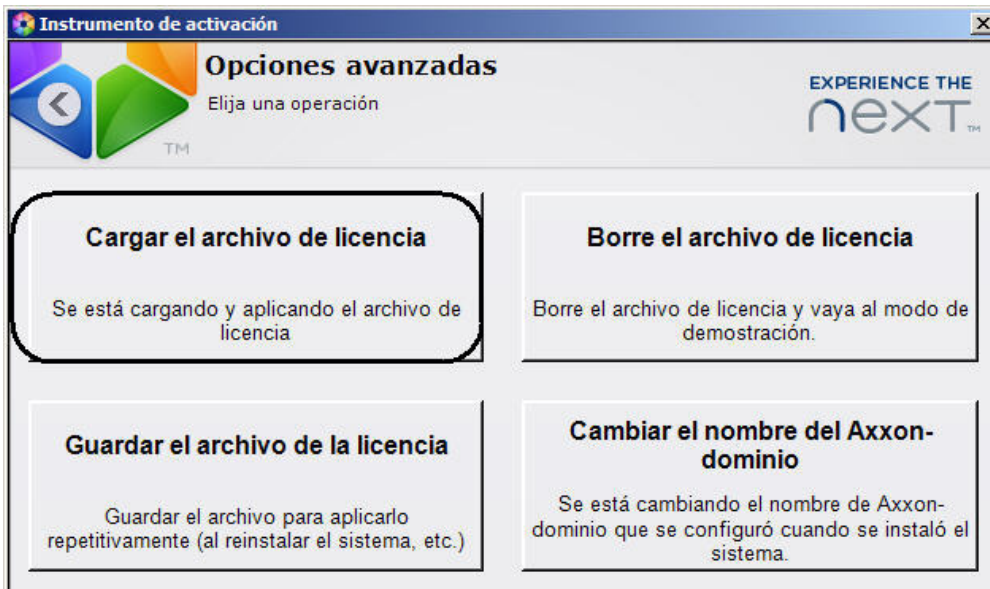 Instrumento de activación
Opciones avanzadas
Elija una operación
EXPERIENCE THE
next™
TM
Cargar el archivo de licencia
Se está cargando y aplicando el archivo de
licencia
Borre el archivo de licencia
Borre el archivo de licencia y vaya al modo de
demostración.
Guardar el archivo de la licencia
Guardar el archivo para aplicarlo
repetitivamente (al reinstalar el sistema, etc.)
Cambiar el nombre del Axxon-
dominio
Se está cambiando el nombre de Axxon-
dominio que se configuró cuando se instaló el
sistema.